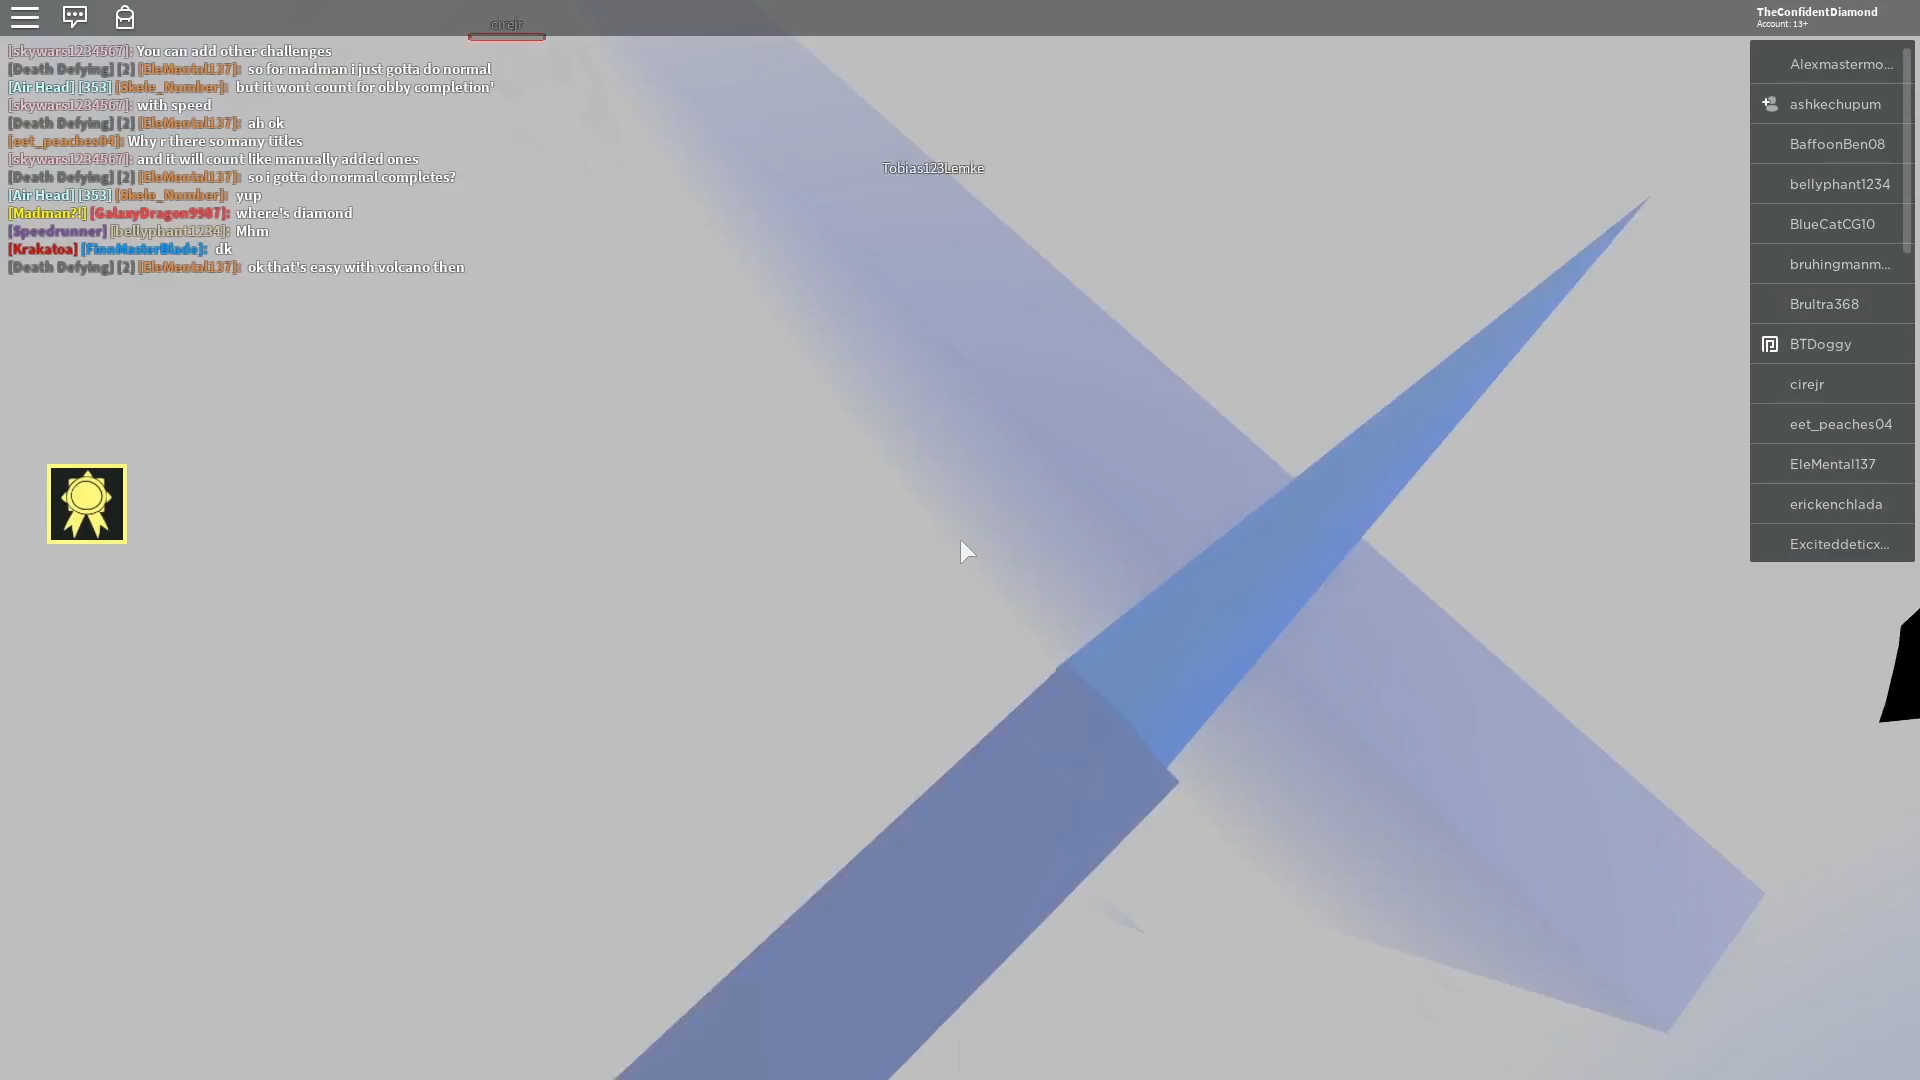 cirejr
TheConfidentDiamond
Account: 13+
[skywars1234567]: You can add other challenges
[Death Defying] [2] [EleMental137]: so for madman i just gotta do normal
[Air Head] [353] [Skele_Number]: but it wont count for obby completion'
[skywars1234567]: with speed
[Death Defying] [2] [EleMental137]: ah ok
[eet_peaches04]: Why r there so many titles
[skywars1234567]: and it will count like manually added ones
[Death Defying] [2] [EleMental137]: so i gotta do normal completes?
[Air Head] [353] [Skele_Number]: yup
[Madman?!] [GalaxyDragon9987]: where's diamond
[Speedrunner] [bellyphant1234]: Mhm
[Krakatoa] [FinnMasterBlade]: dk
[Death Defying] [2] [EleMental137]: ok that's easy with volcano then
Tobias123Lemke
Alexmastermo...
ashkechupum
BaffoonBen08
bellyphant1234
BlueCatCG10
bruhingmanm...
Brultra368
BTDoggy
cirejr
eet_peaches04
EleMental137
erickenchlada
Exciteddeticx...